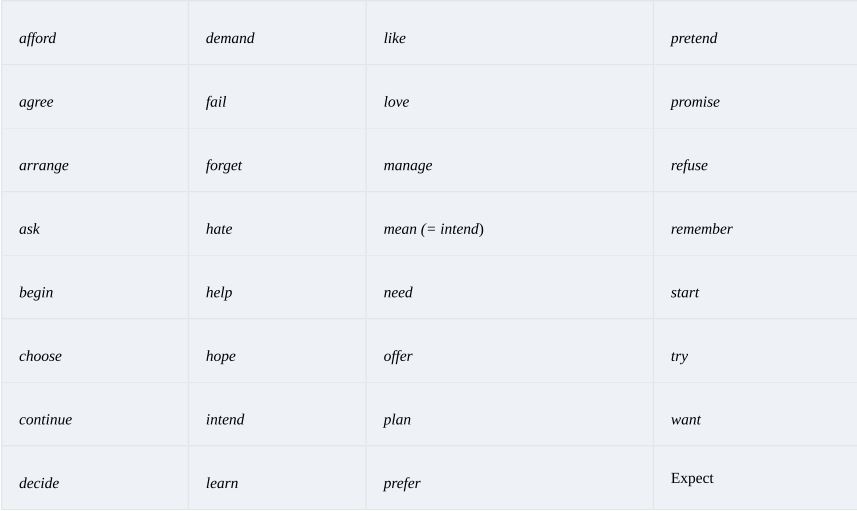 afford demand like pretend
agree fail love promise
arrange forget manage refuse
ask hate mean (= intend) remember
begin help need start
choose hope offer try
continue intend plan want
decide learn prefer Expect